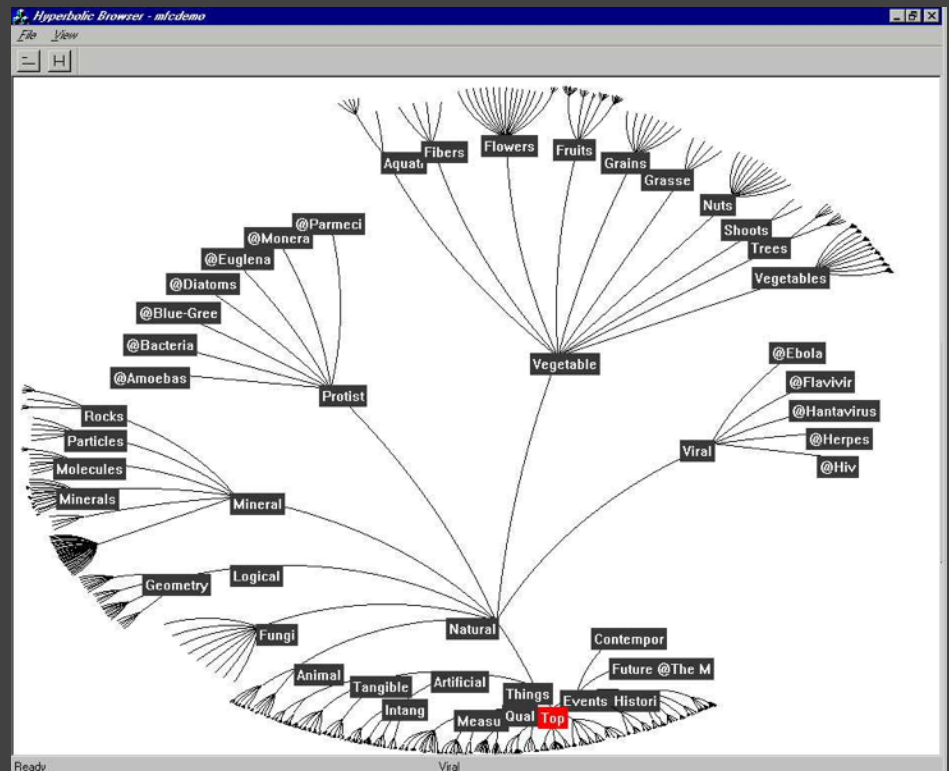 Hyperbolic Browser - mfcdemo
File View
Aquati
Fibers
Flowers
Fruits
Grains
Grasse
Nuts
Shoots
Trees
Vegetables
@Parmeci
@Monera
@Euglena
@Diatoms
@Blue-Gree
@Bacteria
@Amoebas
Protist
Vegetable
@Ebola
@Flavivir
@Hantavirus
@Herpes
@Hiv
Viral
Rocks
Particles
Molecules
Minerals
Mineral
Geometry
Logical
Fungi
Natural
Contempor
Future @The M
Animal
Tangible
Artificial
Intang
Things
Events
Histori
Measu
Qual
Top
Ready
Viral